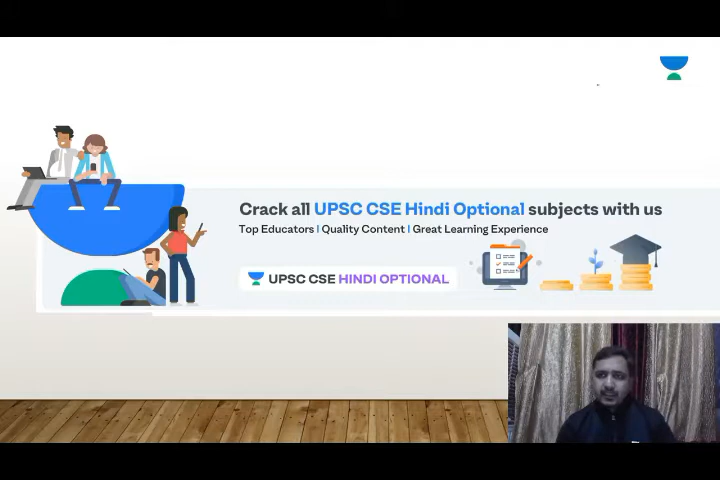 Crack all UPSC CSE Hindi Optional subjects with us
Top Educators | Quality Content | Great Learning Experience
UPSC CSE HINDI OPTIONAL